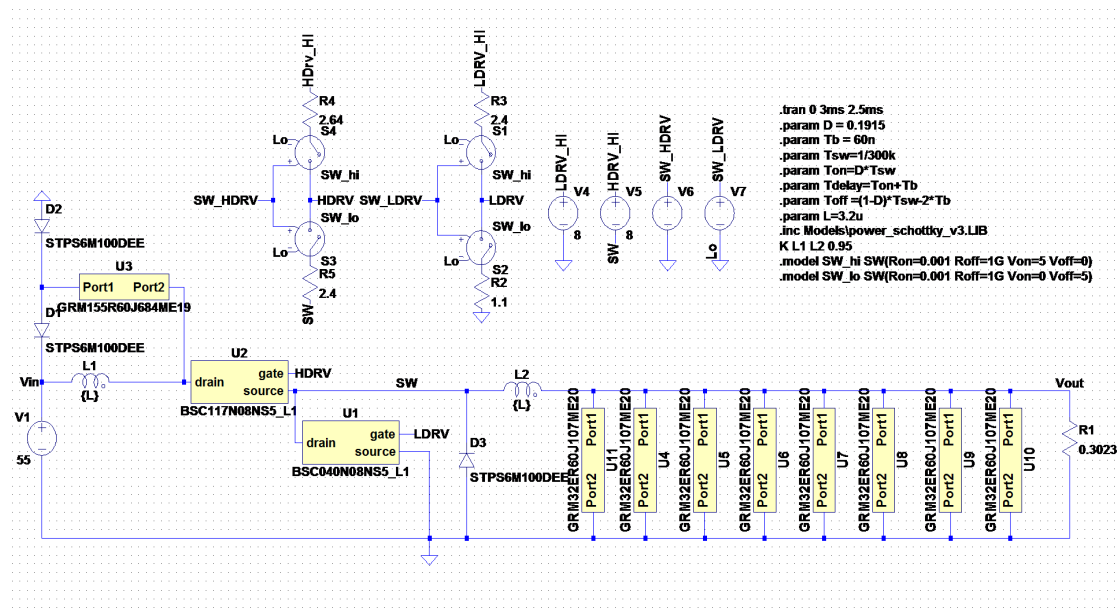 HDrv_HI
R4
2.64
S4
Lo
SW_hi
SW_HDRV
HDRV
SW_lo
Lo
S3
R5
2.4
SW
LDRV_HI
R3
2.4
S1
Lo
SW_hi
SW_LDRV
LDRV
SW_lo
Lo
S2
R2
1.1
LDRV_HI
V4
8
HDRV_HI
V5
8
SW
SW_HDRV
V6
SW_LDRV
V7
Lo
.tran 0 3ms 2.5ms
.param D = 0.1915
.param Tb = 60n
.param Tsw=1/300k
.param Ton=D*Tsw
.param Tdelay=Ton+Tb
.param Toff =(1-D)*Tsw-2*Tb
.param L=3.2u
.inc Models\power_schottky_v3.LIB
K L1 L2 0.95
.model SW_hi SW(Ron=0.001 Roff=1G Von=5 Voff=0)
.model SW_lo SW(Ron=0.001 Roff=1G Von=0 Voff=5)
D2
STPS6M100DEE
U3
Port1 Port2
GRM155R60J684ME19
D1
STPS6M100DEE
Vin
L1
{L}
V1
55
U2
drain
gate
source
HDRV
BSC117N08NS5_L1
U1
drain
gate
source
LDRV
BSC040N08NS5_L1
SW
D3
STPS6M100DEE
L2
{L}
GRM32ER60J107ME20
Port1
Port2
U11
GRM32ER60J107ME20
Port1
Port2
U4
GRM32ER60J107ME20
Port1
Port2
U5
GRM32ER60J107ME20
Port1
Port2
U6
GRM32ER60J107ME20
Port1
Port2
U7
GRM32ER60J107ME20
Port1
Port2
U8
GRM32ER60J107ME20
Port1
Port2
U9
GRM32ER60J107ME20
Port1
Port2
U10
Vout
R1
0.3023